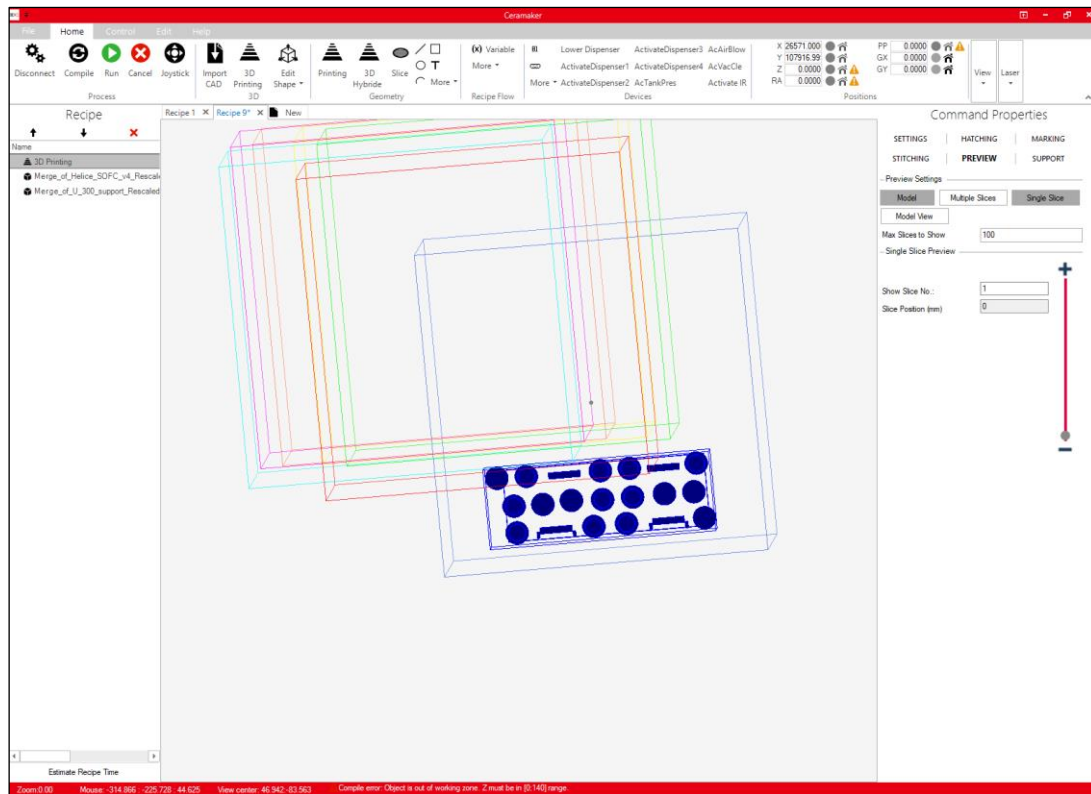 Ceramaker
File Home Control Edit Help
Disconnect Compile Run Cancel Joystick
Process
Import CAD 3D Printing Edit Shape
3D
Printing 3D Hybride Slice T More
Geometry
(x) Variable
More
Recipe Flow
Lower Dispenser ActivateDispenser3 AcAirBlow
ActivateDispenser1 ActivateDispenser4 AcVacCle
More ActivateDispenser2 AcTankPres Activate IR
Devices
X 26571.000 PP 0.0000
Y 107916.99 GX 0.0000
Z 0.0000 GY 0.0000
RA 0.0000
Positions
View Laser
Recipe
Name
3D Printing
Merge_of_Helice_SOFC_v4_Rescale
Merge_of_U_300_support_Rescaled
Estimate Recipe Time
Recipe 1 Recipe 9* New
Command Properties
SETTINGS HATCHING MARKING
STITCHING PREVIEW SUPPORT
Preview Settings
Model Multiple Slices Single Slice
Model View
Max Slices to Show 100
Single Slice Preview
Show Slice No.: 1
Slice Position (mm) 0
Zoom:0.00 Mouse: -314.866 ; -225.728 ; 44.625 View center: 46.942;-83.563 Compile error: Object is out of working zone. Z must be in [0;140] range.